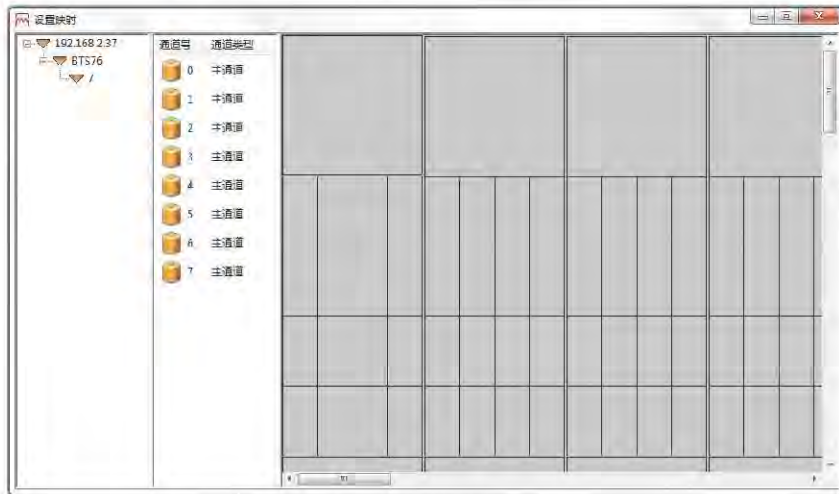 设置映射
192.168.2.37
BTS76
/
通道号 通道类型
0 主通道
1 主通道
2 主通道
3 主通道
4 主通道
5 主通道
6 主通道
7 主通道